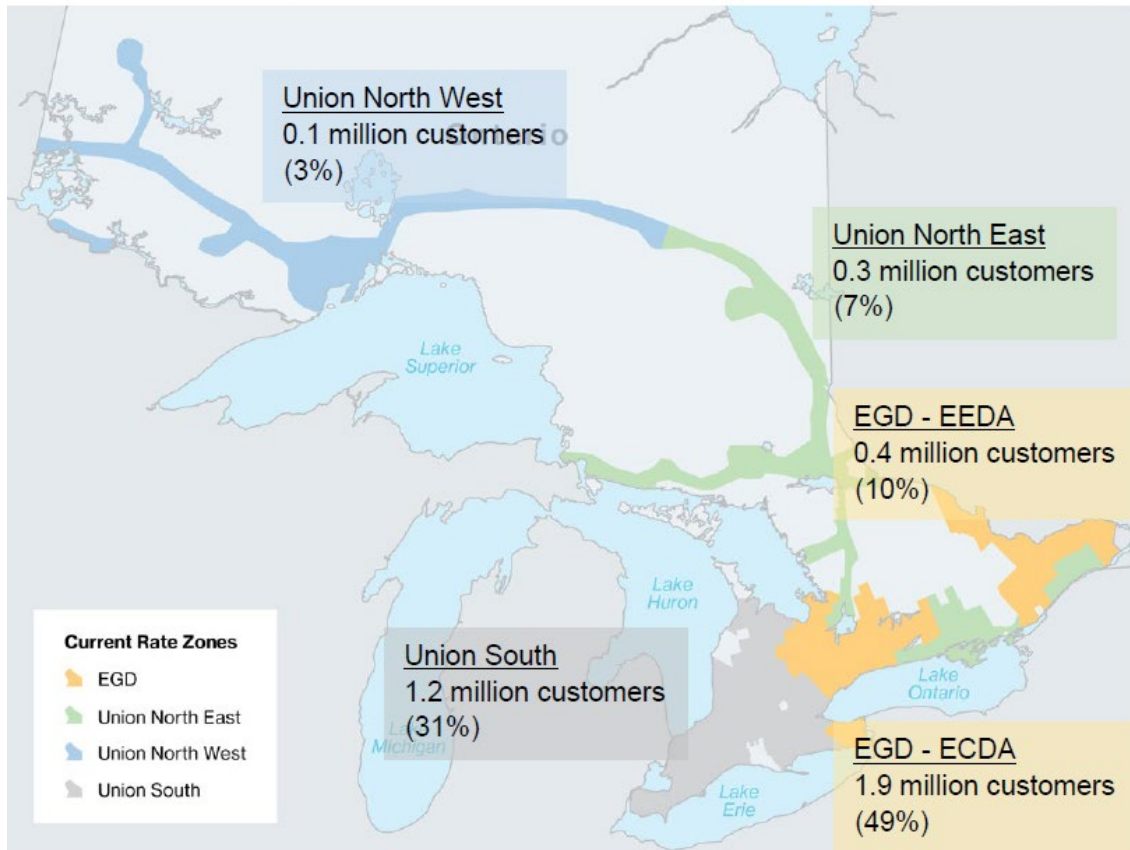 Union North West
0.1 million customers
(3%)
Ontario
Union North East
0.3 million customers
(7%)
Lake
Superior
EGD - EEDA
0.4 million customers
(10%)
Lake
Huron
Current Rate Zones
EGD
Union North East
Union North West
Union South
Union South
1.2 million customers
(31%)
Lake
Michigan
Lake
Ontario
Lake
Erie
EGD - ECDA
1.9 million customers
(49%)